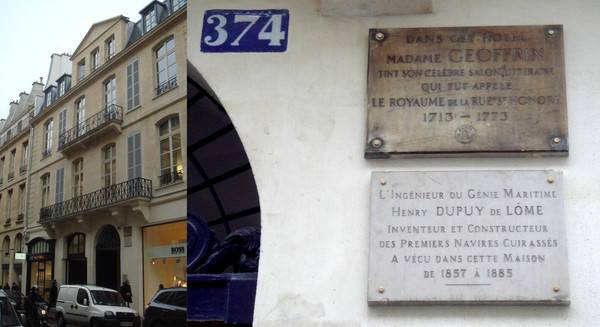 374
DANS CET HOTEL
MADAME GEOFFRIN
TINT SON CÉLÈBRE SALON LITTÉRAIRE
QUI FUT APPELÉ
LE ROYAUME DE LA RUE ST HONORÉ
1713 - 1773
L'INGÉNIEUR DU GÉNIE MARITIME
HENRY DUPUY DE LÔME
INVENTEUR ET CONSTRUCTEUR
DES PREMIERS NAVIRES CUIRASSÉS
A VÉCU DANS CETTE MAISON
DE 1857 À 1885
BOSS